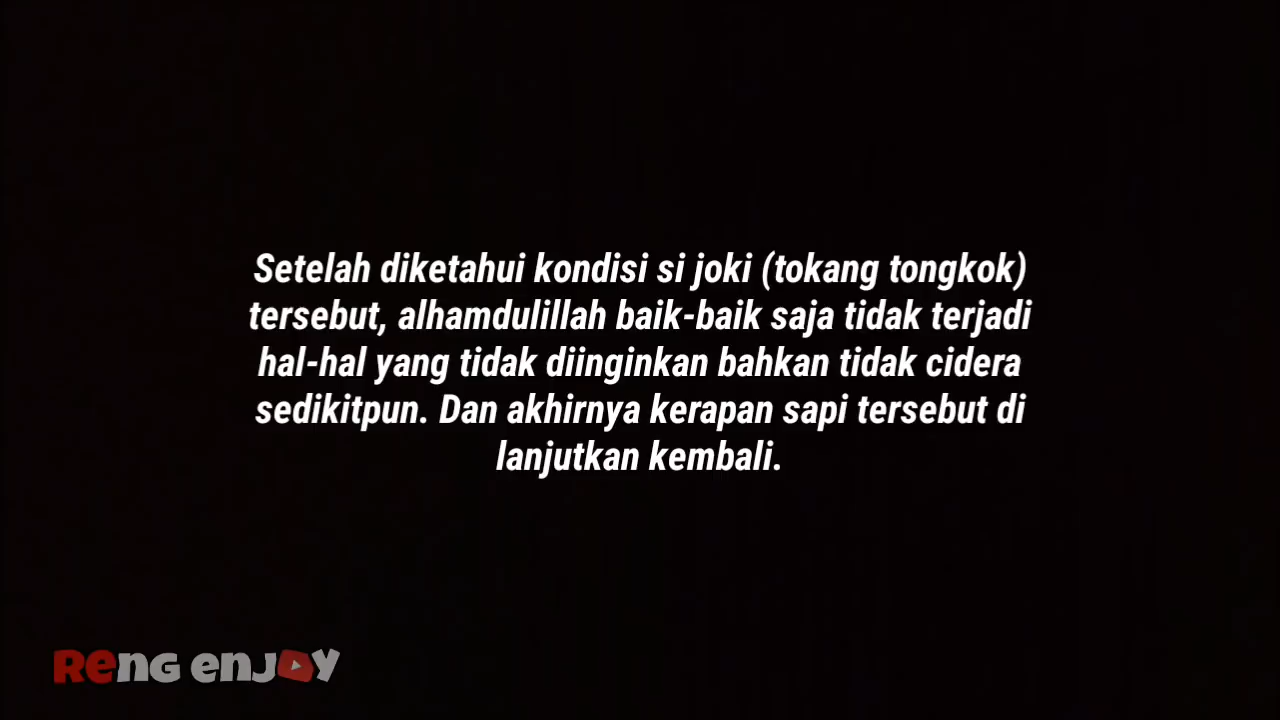 Setelah diketahui kondisi si joki (tokang tongkok)
tersebut, alhamdulillah baik-baik saja tidak terjadi
hal-hal yang tidak diinginkan bahkan tidak cidera
sedikitpun. Dan akhirnya kerapan sapi tersebut di
lanjutkan kembali.
Reng enjoy